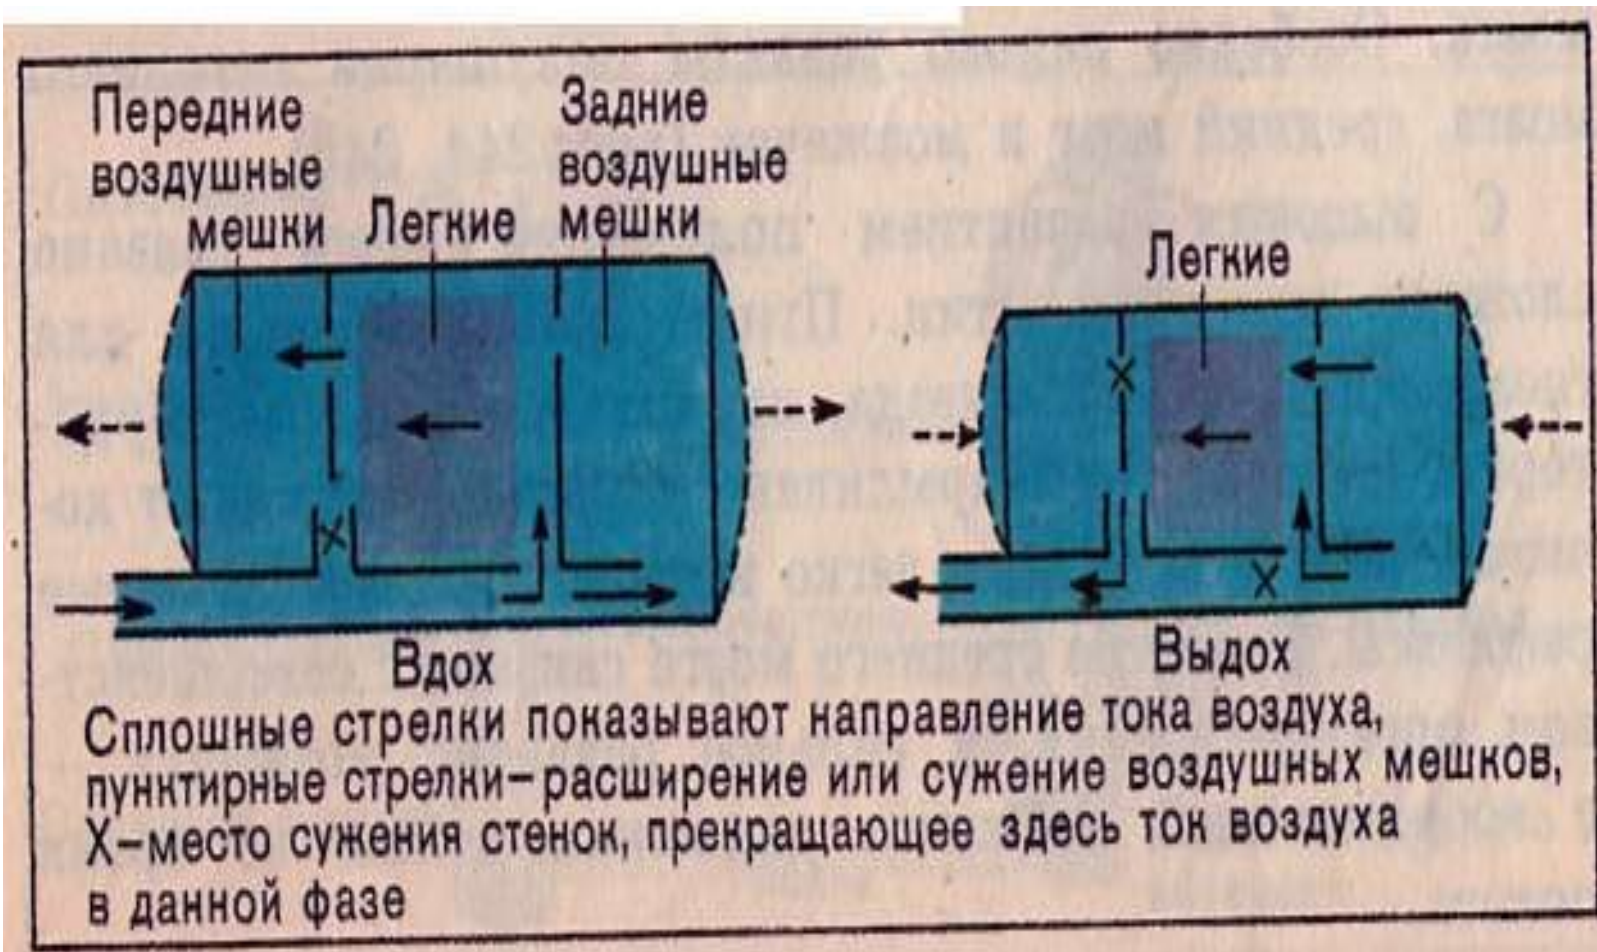 Передние
воздушные
мешки
Легкие
Задние
воздушные
мешки
Легкие
Х
Х
Х
Вдох
Выдох
Сплошные стрелки показывают направление тока воздуха,
пунктирные стрелки–расширение или сужение воздушных мешков,
Х–место сужения стенок, прекращающее здесь ток воздуха
в данной фазе